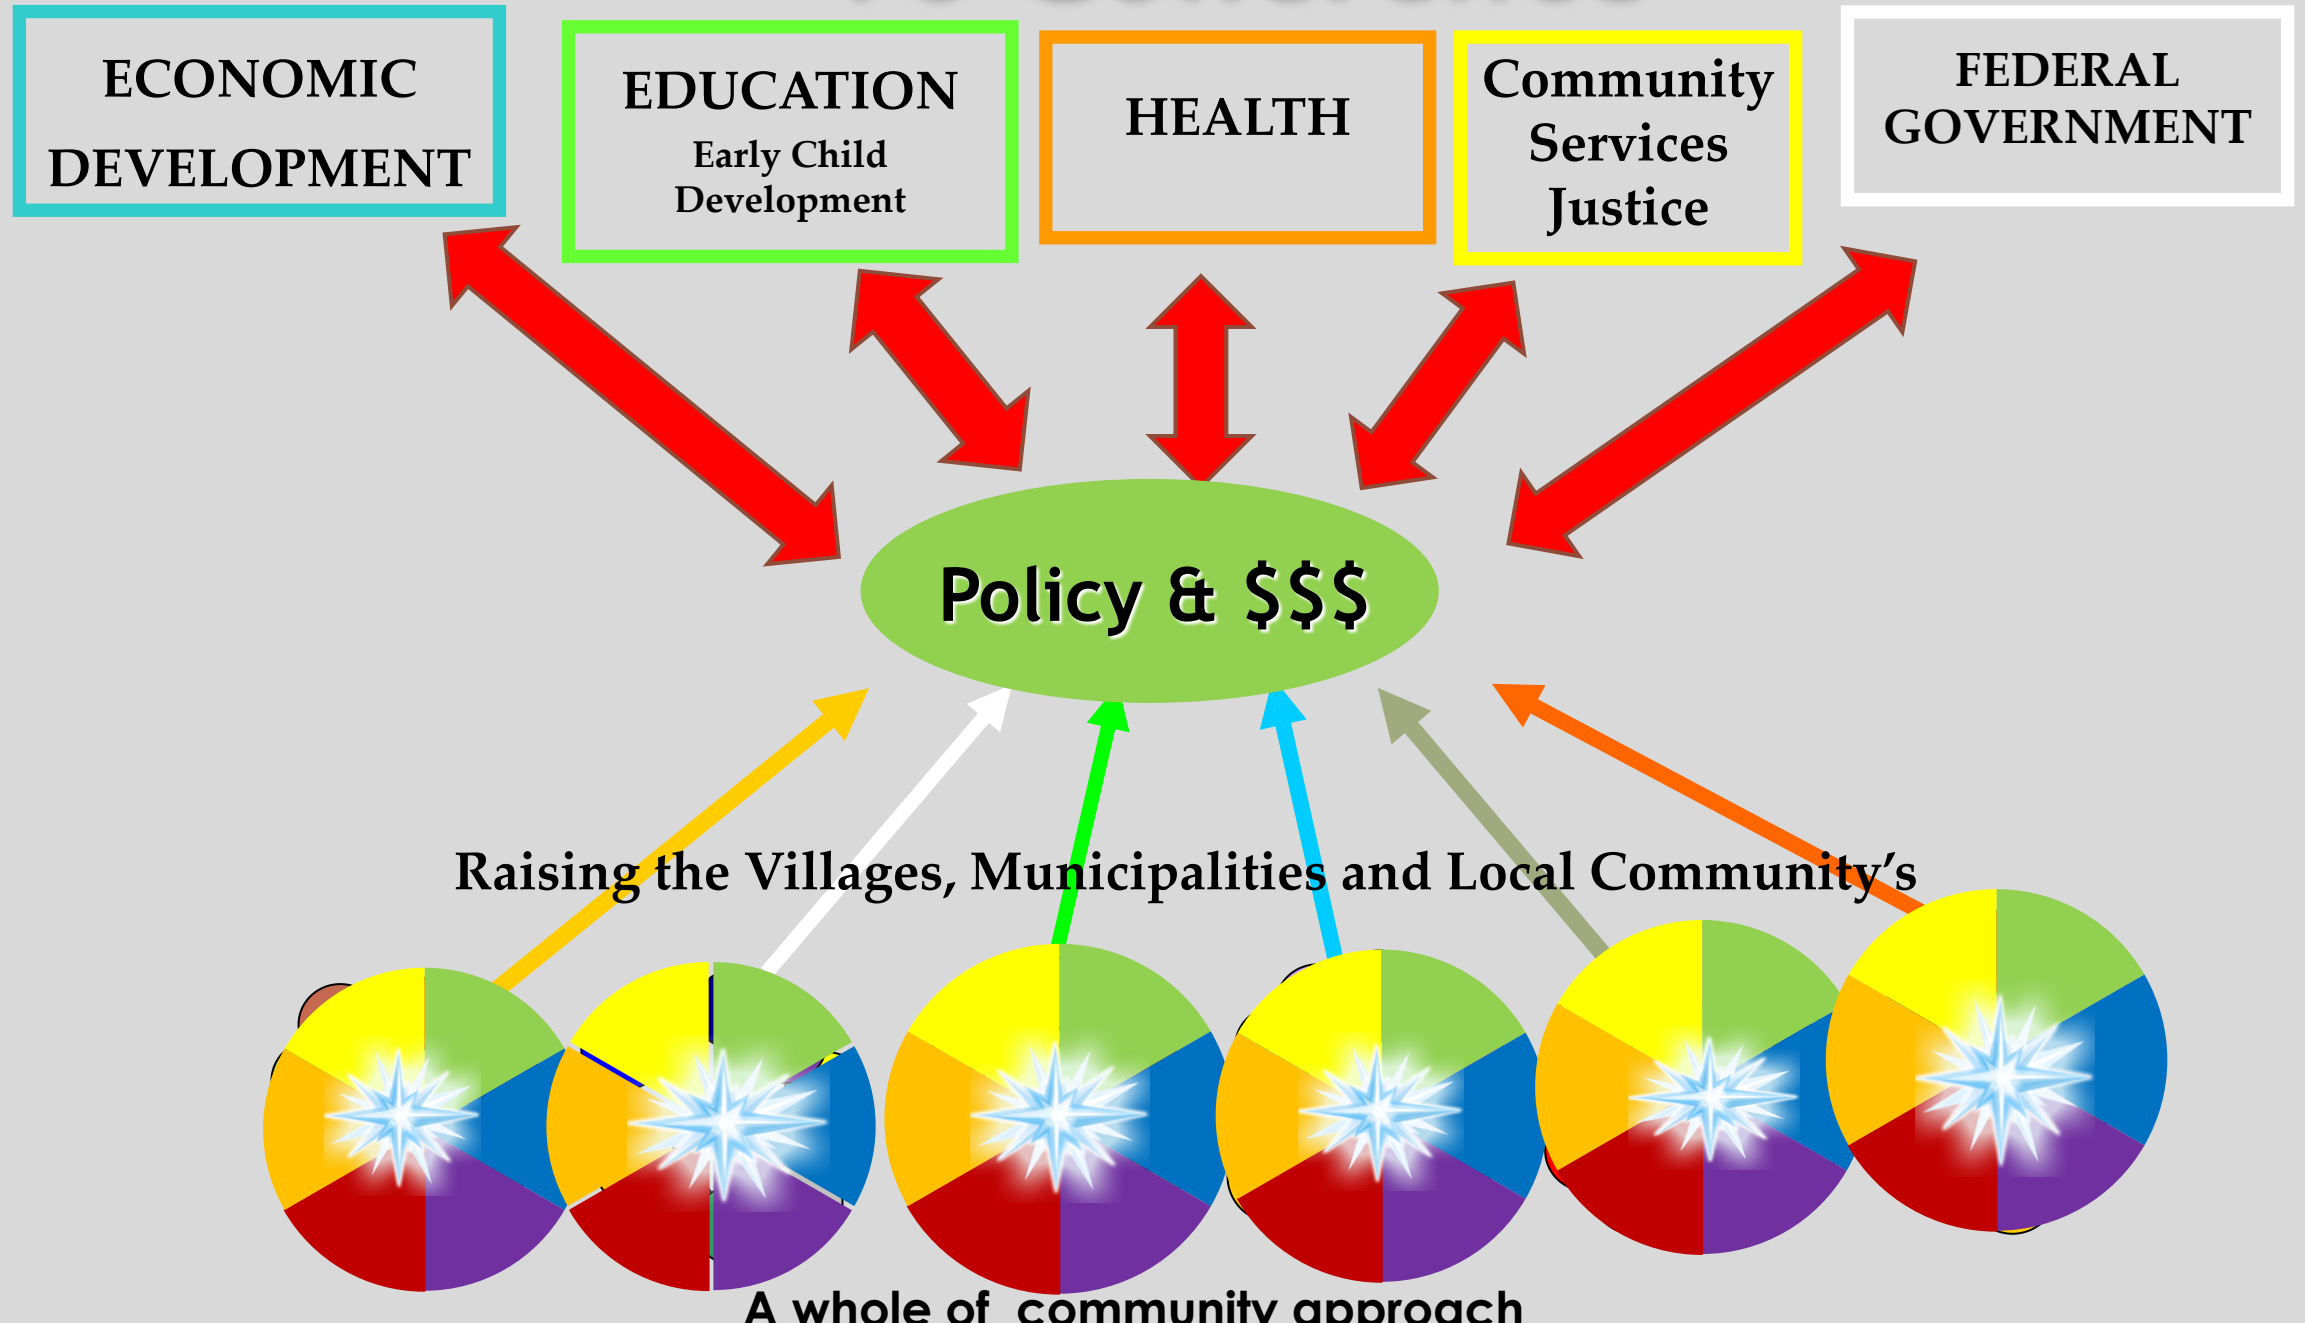 ECONOMIC
DEVELOPMENT
EDUCATION
Early Child
Development
HEALTH
Community
Services
Justice
FEDERAL
GOVERNMENT
Policy & $$$
Raising the Villages, Municipalities and Local Community’s
A whole of community approach